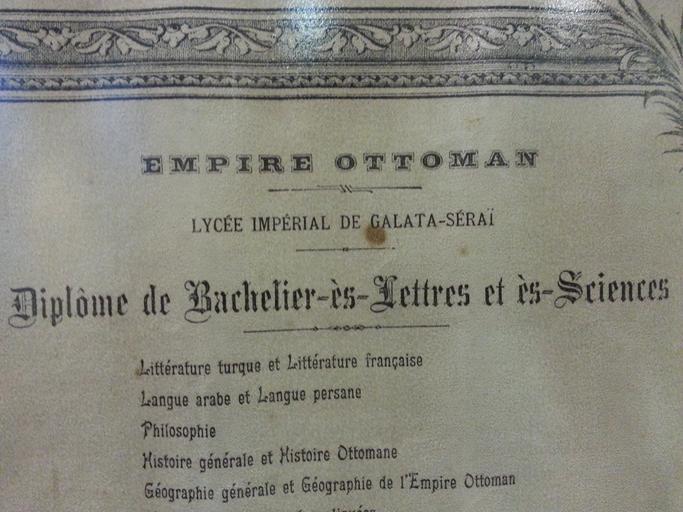 EMPIRE OTTOMAN
LYCÉE IMPÉRIAL DE GALATA-SÉRAÏ
Diplôme de Bachelier-ès-Lettres et ès-Sciences
Littérature turque et Littérature française
Langue arabe et Langue persane
Philosophie
Histoire générale et Histoire Ottomane
Géographie générale et Géographie de l'Empire Ottoman